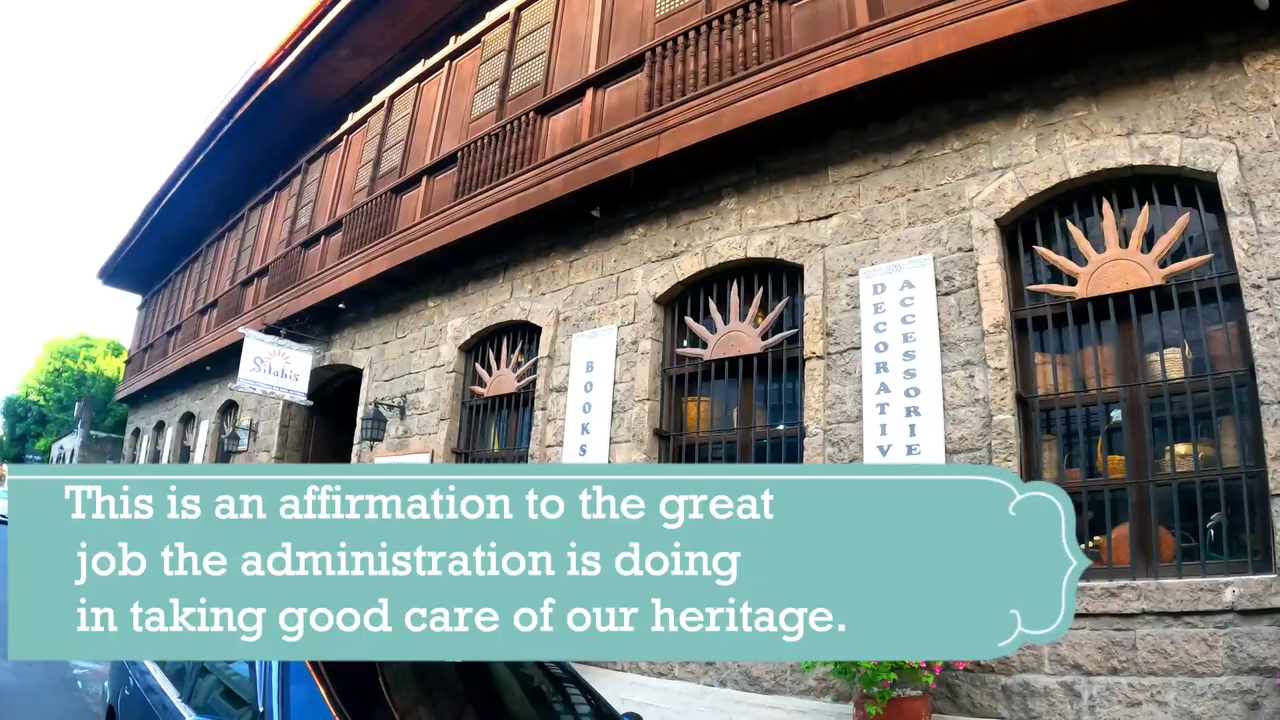 Silahis
BOOKS
DECORATIV
ACCESSORIE
This is an affirmation to the great
job the administration is doing
in taking good care of our heritage.